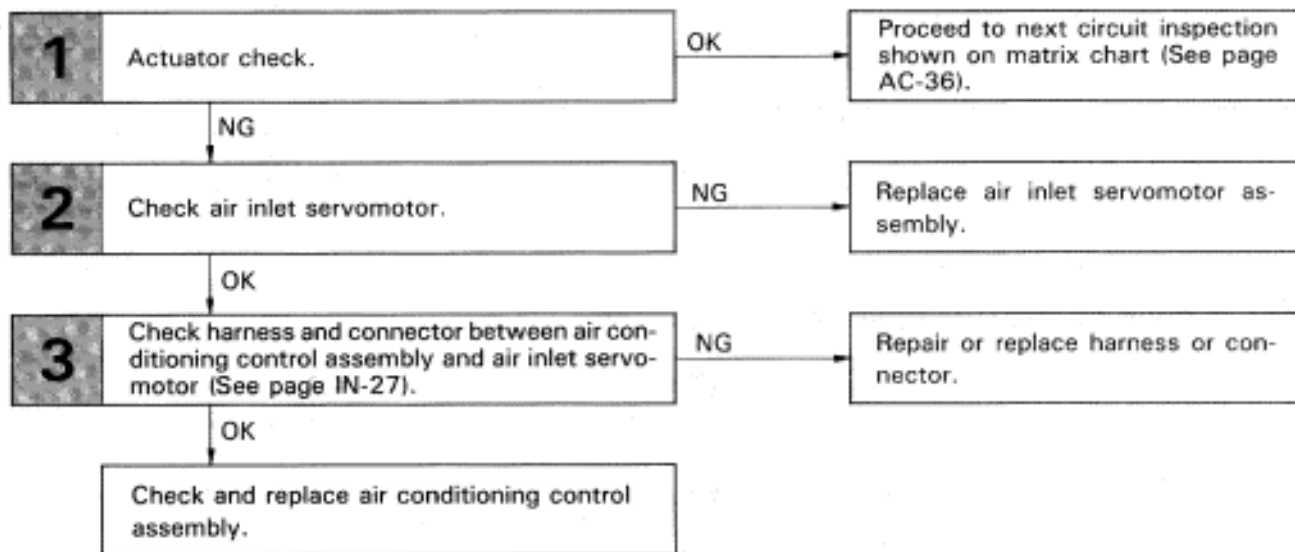 1
Actuator check.
OK
Proceed to next circuit inspection
shown on matrix chart (See page
AC-36).
NG
2
Check air inlet servomotor.
NG
Replace air inlet servomotor as-
sembly.
OK
3
Check harness and connector between air con-
ditioning control assembly and air inlet servo-
motor (See page IN-27).
NG
Repair or replace harness or con-
nector.
OK
Check and replace air conditioning control
assembly.